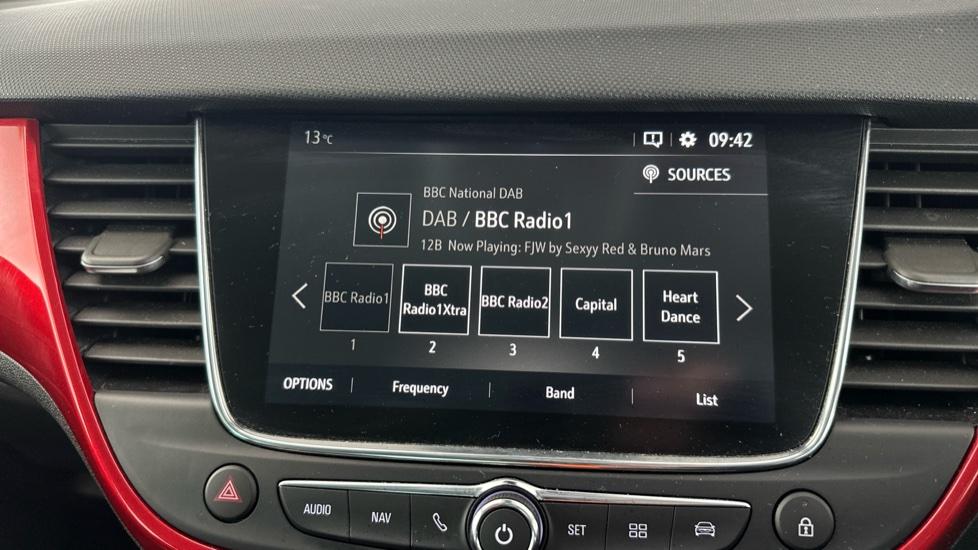 13°C
09:42
SOURCES
BBC National DAB
DAB / BBC Radio1
12B Now Playing: FJW by Sexyy Red & Bruno Mars
BBC Radio1
BBC
Radio1Xtra
BBC Radio2
Capital
Heart
Dance
1
2
3
4
5
OPTIONS
Frequency
Band
List
AUDIO
NAV
SET